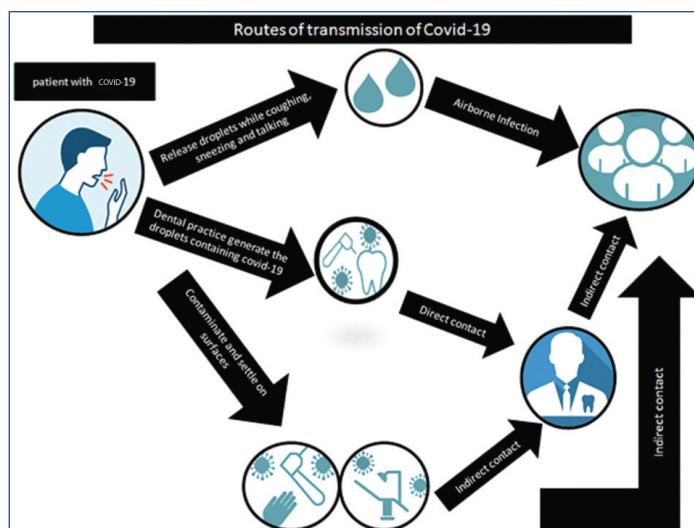 Routes of transmission of Covid-19
patient with COVID-19
Release droplets while coughing,
sneezing and talking
Airborne Infection
Dental practice generate the
droplets containing covid-19
Contaminate and settle on
surfaces
Direct contact
Indirect contact
Indirect contact
Indirect contact